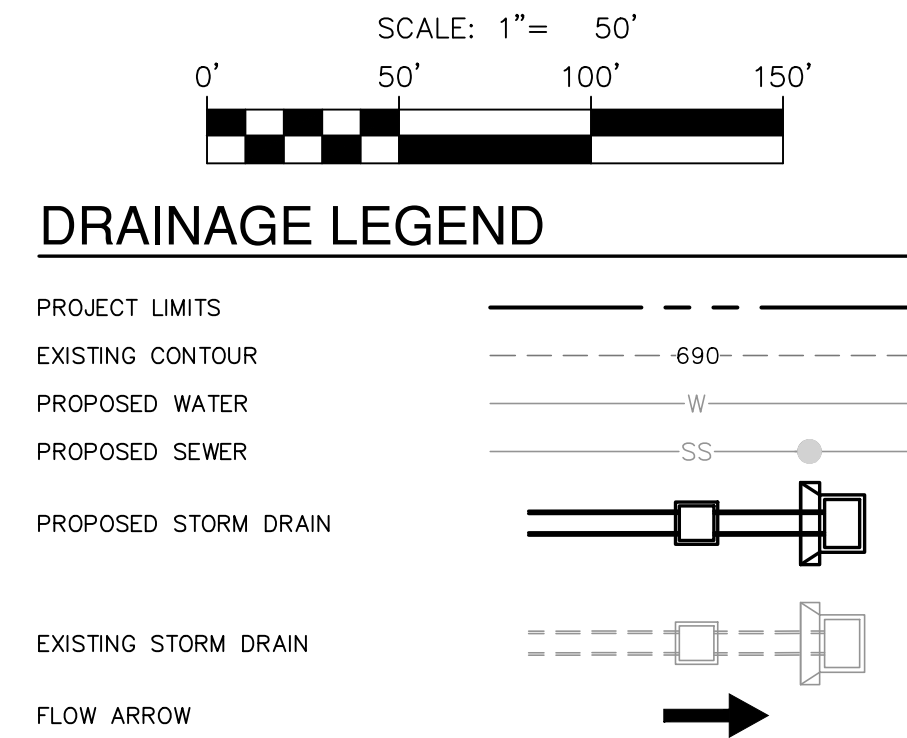 SCALE: 1”= 50’
0’ 50’ 100’ 150’
DRAINAGE LEGEND
PROJECT LIMITS
EXISTING CONTOUR 690
PROPOSED WATER W
PROPOSED SEWER SS
PROPOSED STORM DRAIN
EXISTING STORM DRAIN
FLOW ARROW